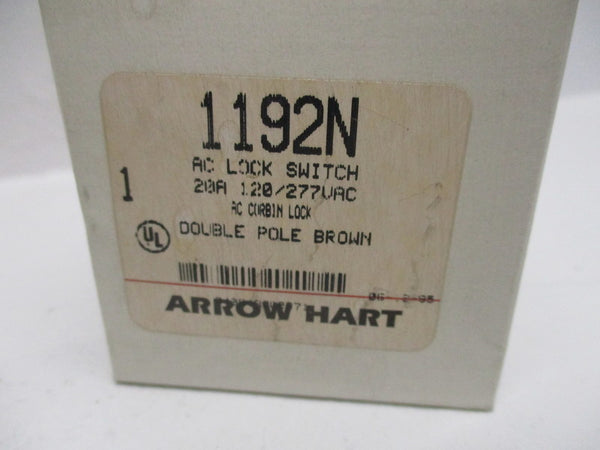 1192N
AC LOCK SWITCH
1
20A 120/277VAC
AC CORBIN LOCK
UL
DOUBLE POLE BROWN
ARROW HART